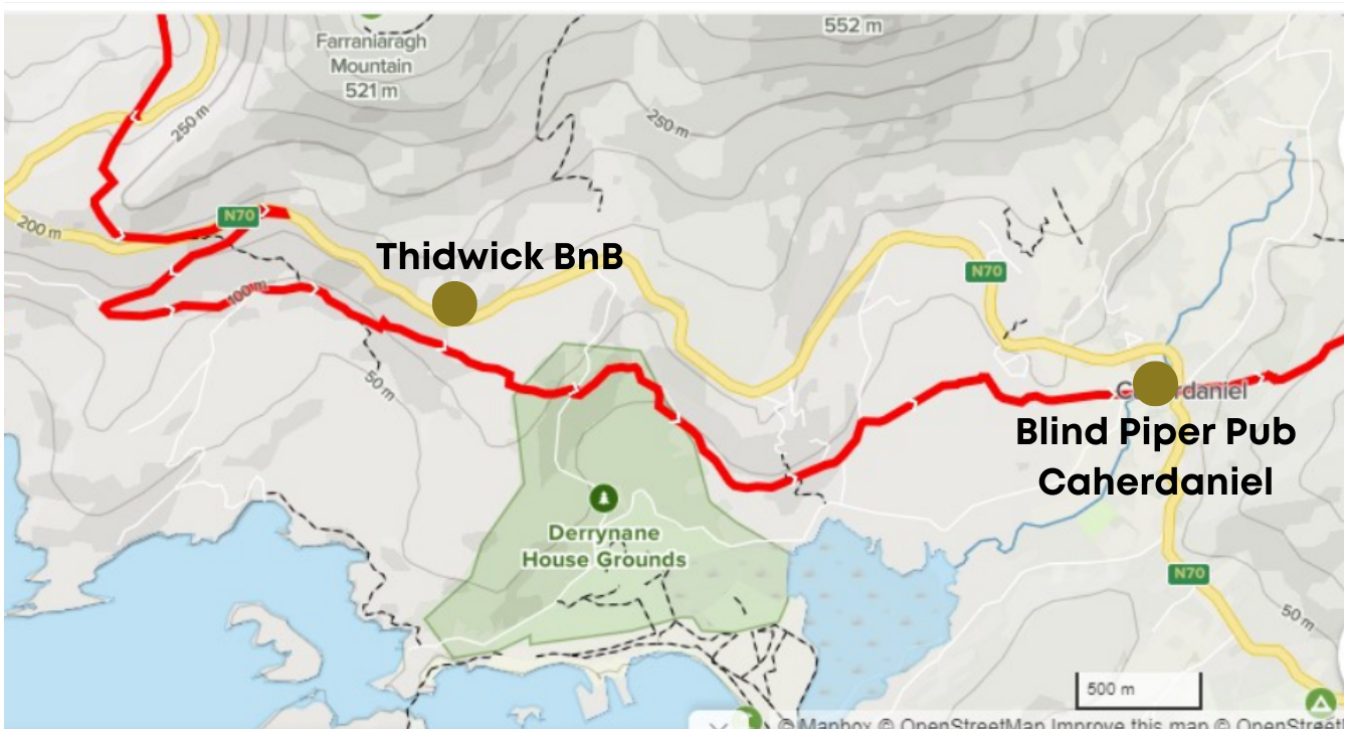 552 m
Farraniaragh
Mountain
521 m
250 m
250 m
N70
200 m
Thidwick BnB
N70
100 m
50 m
Blind Piper Pub
Caherdaniel
Derrynane
House Grounds
N70
50 m
500 m
© Mapbox © OpenStreetMap Improve this map ©